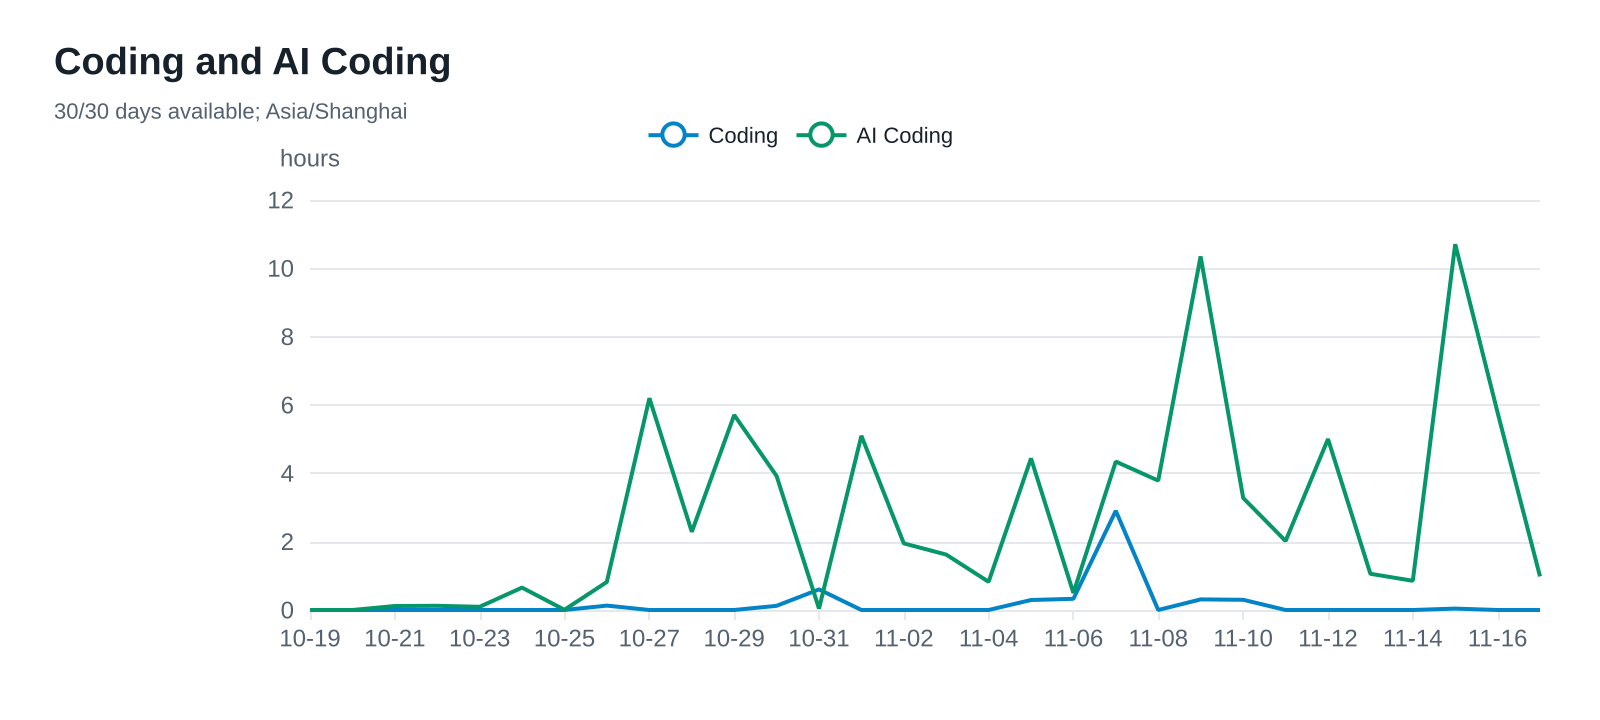 Coding and AI Coding
30/30 days available; Asia/Shanghai
Coding AI Coding
hours
12
10
8
6
4
2
0
10-19 10-21 10-23 10-25 10-27 10-29 10-31 11-02 11-04 11-06 11-08 11-10 11-12 11-14 11-16